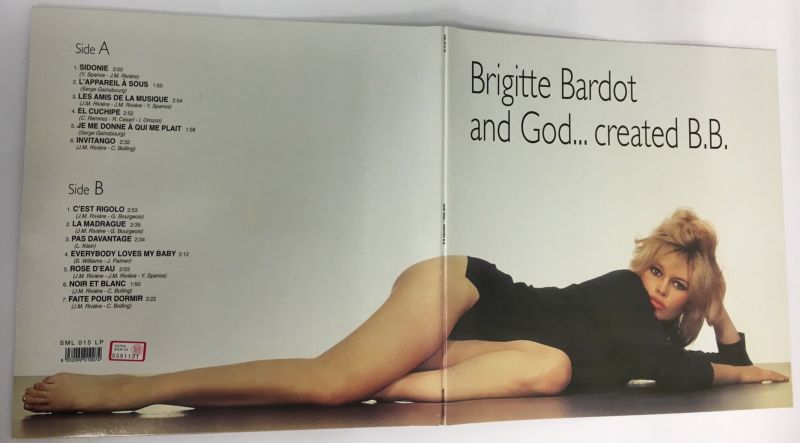 Side A
1. SIDONIE 2:50
(Y. Spanos - J.M. Rivière)
2. L'APPAREIL À SOUS 1:50
(Serge Gainsbourg)
3. LES AMIS DE LA MUSIQUE 2:54
(J.M. Rivière - J.M. Rivière - Y. Spanos)
4. EL CUCHIPE 2:52
(C. Ramirez - R. Casari - I. Orozco)
5. JE ME DONNE À QUI ME PLAIT 1:58
(Serge Gainsbourg)
6. INVITANGO 2:32
(J.M. Rivière - C. Bolling)
Side B
1. C'EST RIGOLO 2:53
(J.M. Rivière - G. Bourgeois)
2. LA MADRAGUE 2:35
(J.M. Rivière - G. Bourgeois)
3. PAS DAVANTAGE 2:34
(L. Klein)
4. EVERYBODY LOVES MY BABY 2:12
(S. Williams - J. Palmer)
5. ROSE D'EAU 2:03
(J.M. Rivière - J.M. Rivière - Y. Spanos)
6. NOIR ET BLANC 1:50
(J.M. Rivière - C. Bolling)
7. FAITE POUR DORMIR 3:22
(J.M. Rivière - C. Bolling)
SML 015 LP
0581101
Brigitte Bardot
and God... created B.B.